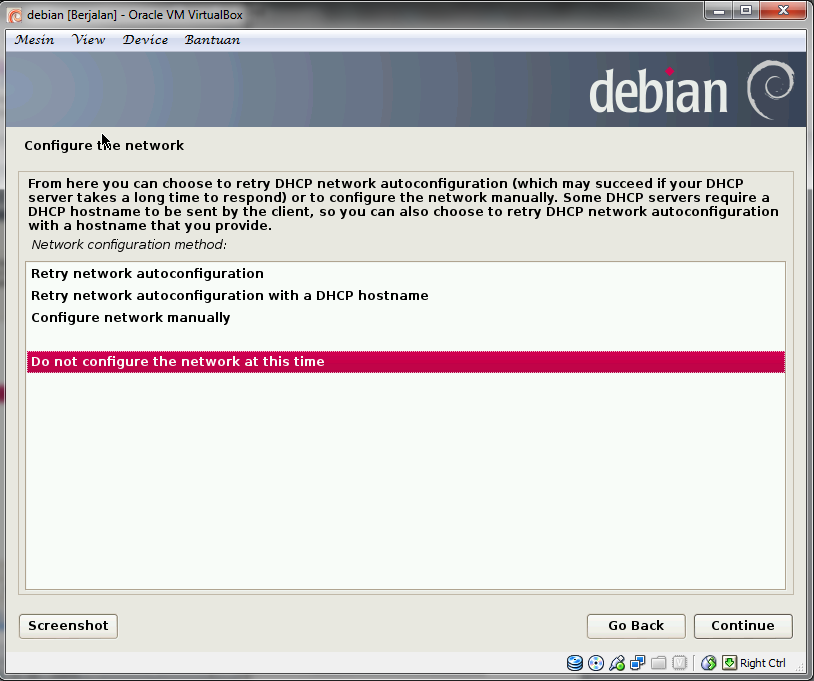 debian [Berjalan] - Oracle VM VirtualBox
Mesin View Device Bantuan
debian
Configure the network
From here you can choose to retry DHCP network autoconfiguration (which may succeed if your DHCP
server takes a long time to respond) or to configure the network manually. Some DHCP servers require a
DHCP hostname to be sent by the client, so you can also choose to retry DHCP network autoconfiguration
with a hostname that you provide.
Network configuration method:
Retry network autoconfiguration
Retry network autoconfiguration with a DHCP hostname
Configure network manually
Do not configure the network at this time
Screenshot Go Back Continue
Right Ctrl